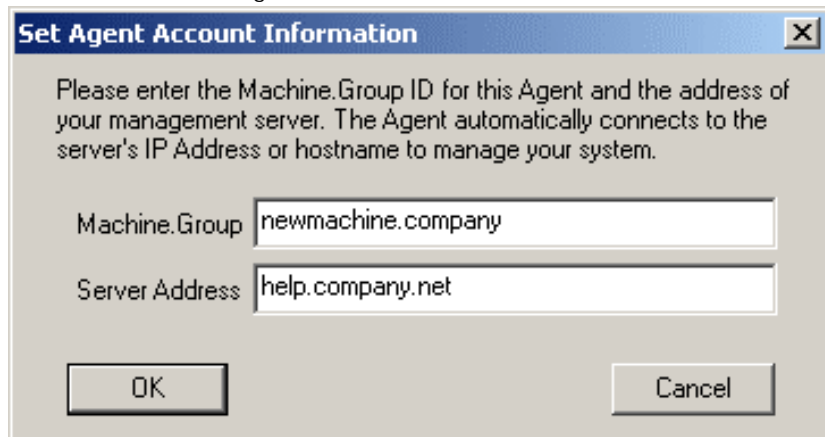 Set Agent Account Information
Please enter the Machine.Group ID for this Agent and the address of
your management server. The Agent automatically connects to the
server's IP Address or hostname to manage your system.
Machine.Group newmachine.company
Server Address help.company.net
OK Cancel